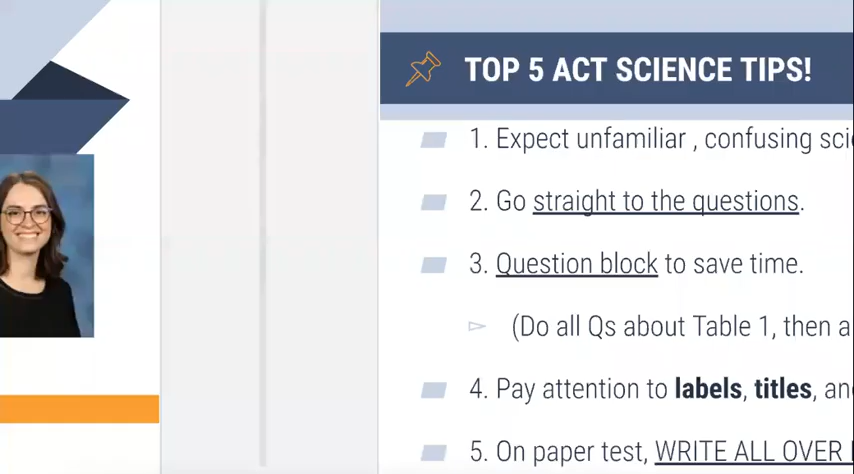 TOP 5 ACT SCIENCE TIPS!
1. Expect unfamiliar , confusing sci
2. Go straight to the questions.
3. Question block to save time.
(Do all Qs about Table 1, then a
4. Pay attention to labels, titles, an
5. On paper test, WRITE ALL OVER